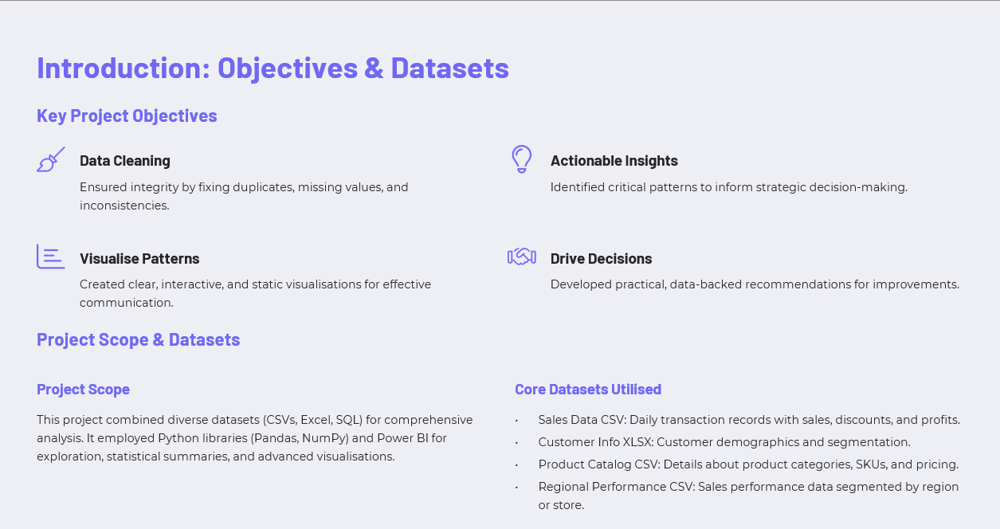 Introduction: Objectives & Datasets
Key Project Objectives
Data Cleaning
Ensured integrity by fixing duplicates, missing values, and
inconsistencies.
Actionable Insights
Identified critical patterns to inform strategic decision-making.
Visualise Patterns
Created clear, interactive, and static visualisations for effective
communication.
Drive Decisions
Developed practical, data-backed recommendations for improvements.
Project Scope & Datasets
Project Scope
This project combined diverse datasets (CSVs, Excel, SQL) for comprehensive
analysis. It employed Python libraries (Pandas, NumPy) and Power BI for
exploration, statistical summaries, and advanced visualisations.
Core Datasets Utilised
• Sales Data CSV: Daily transaction records with sales, discounts, and profits.
• Customer Info XLSX: Customer demographics and segmentation.
• Product Catalog CSV: Details about product categories, SKUs, and pricing.
• Regional Performance CSV: Sales performance data segmented by region
or store.